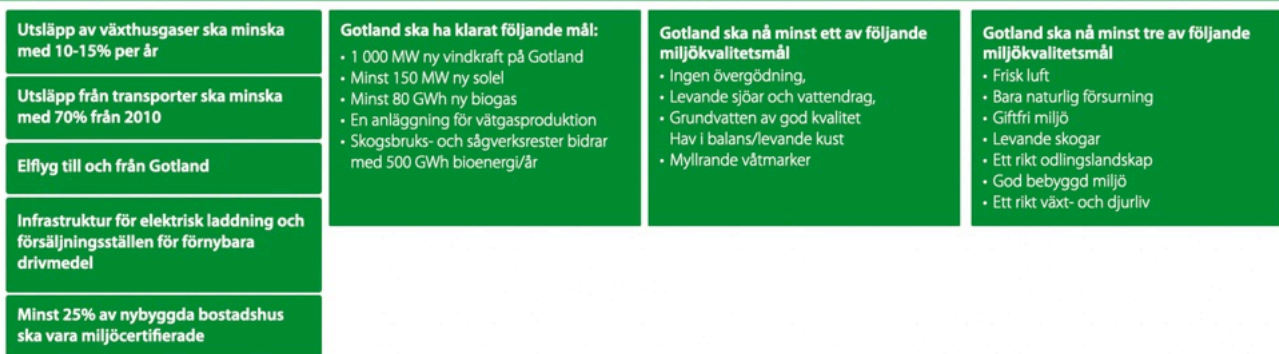 Utsläpp av växthusgaser ska minska
med 10-15% per år
Utsläpp från transporter ska minska
med 70% från 2010
Elflyg till och från Gotland
Infrastruktur för elektrisk laddning och
försäljningsställen för förnybara
drivmedel
Minst 25% av nybyggda bostadshus
ska vara miljöcertifierade
Gotland ska ha klarat följande mål:
• 1 000 MW ny vindkraft på Gotland
• Minst 150 MW ny solel
• Minst 80 GWh ny biogas
• En anläggning för vätgasproduktion
• Skogsbruks- och sågverksrester bidrar
med 500 GWh bioenergi/år
Gotland ska nå minst ett av följande
miljökvalitetsmål
• Ingen övergödning,
• Levande sjöar och vattendrag,
• Grundvatten av god kvalitet
Hav i balans/levande kust
• Myllrande våtmarker
Gotland ska nå minst tre av följande
miljökvalitetsmål
• Frisk luft
• Bara naturlig försurning
• Giftfri miljö
• Levande skogar
• Ett rikt odlingslandskap
• God bebyggd miljö
• Ett rikt växt- och djurliv